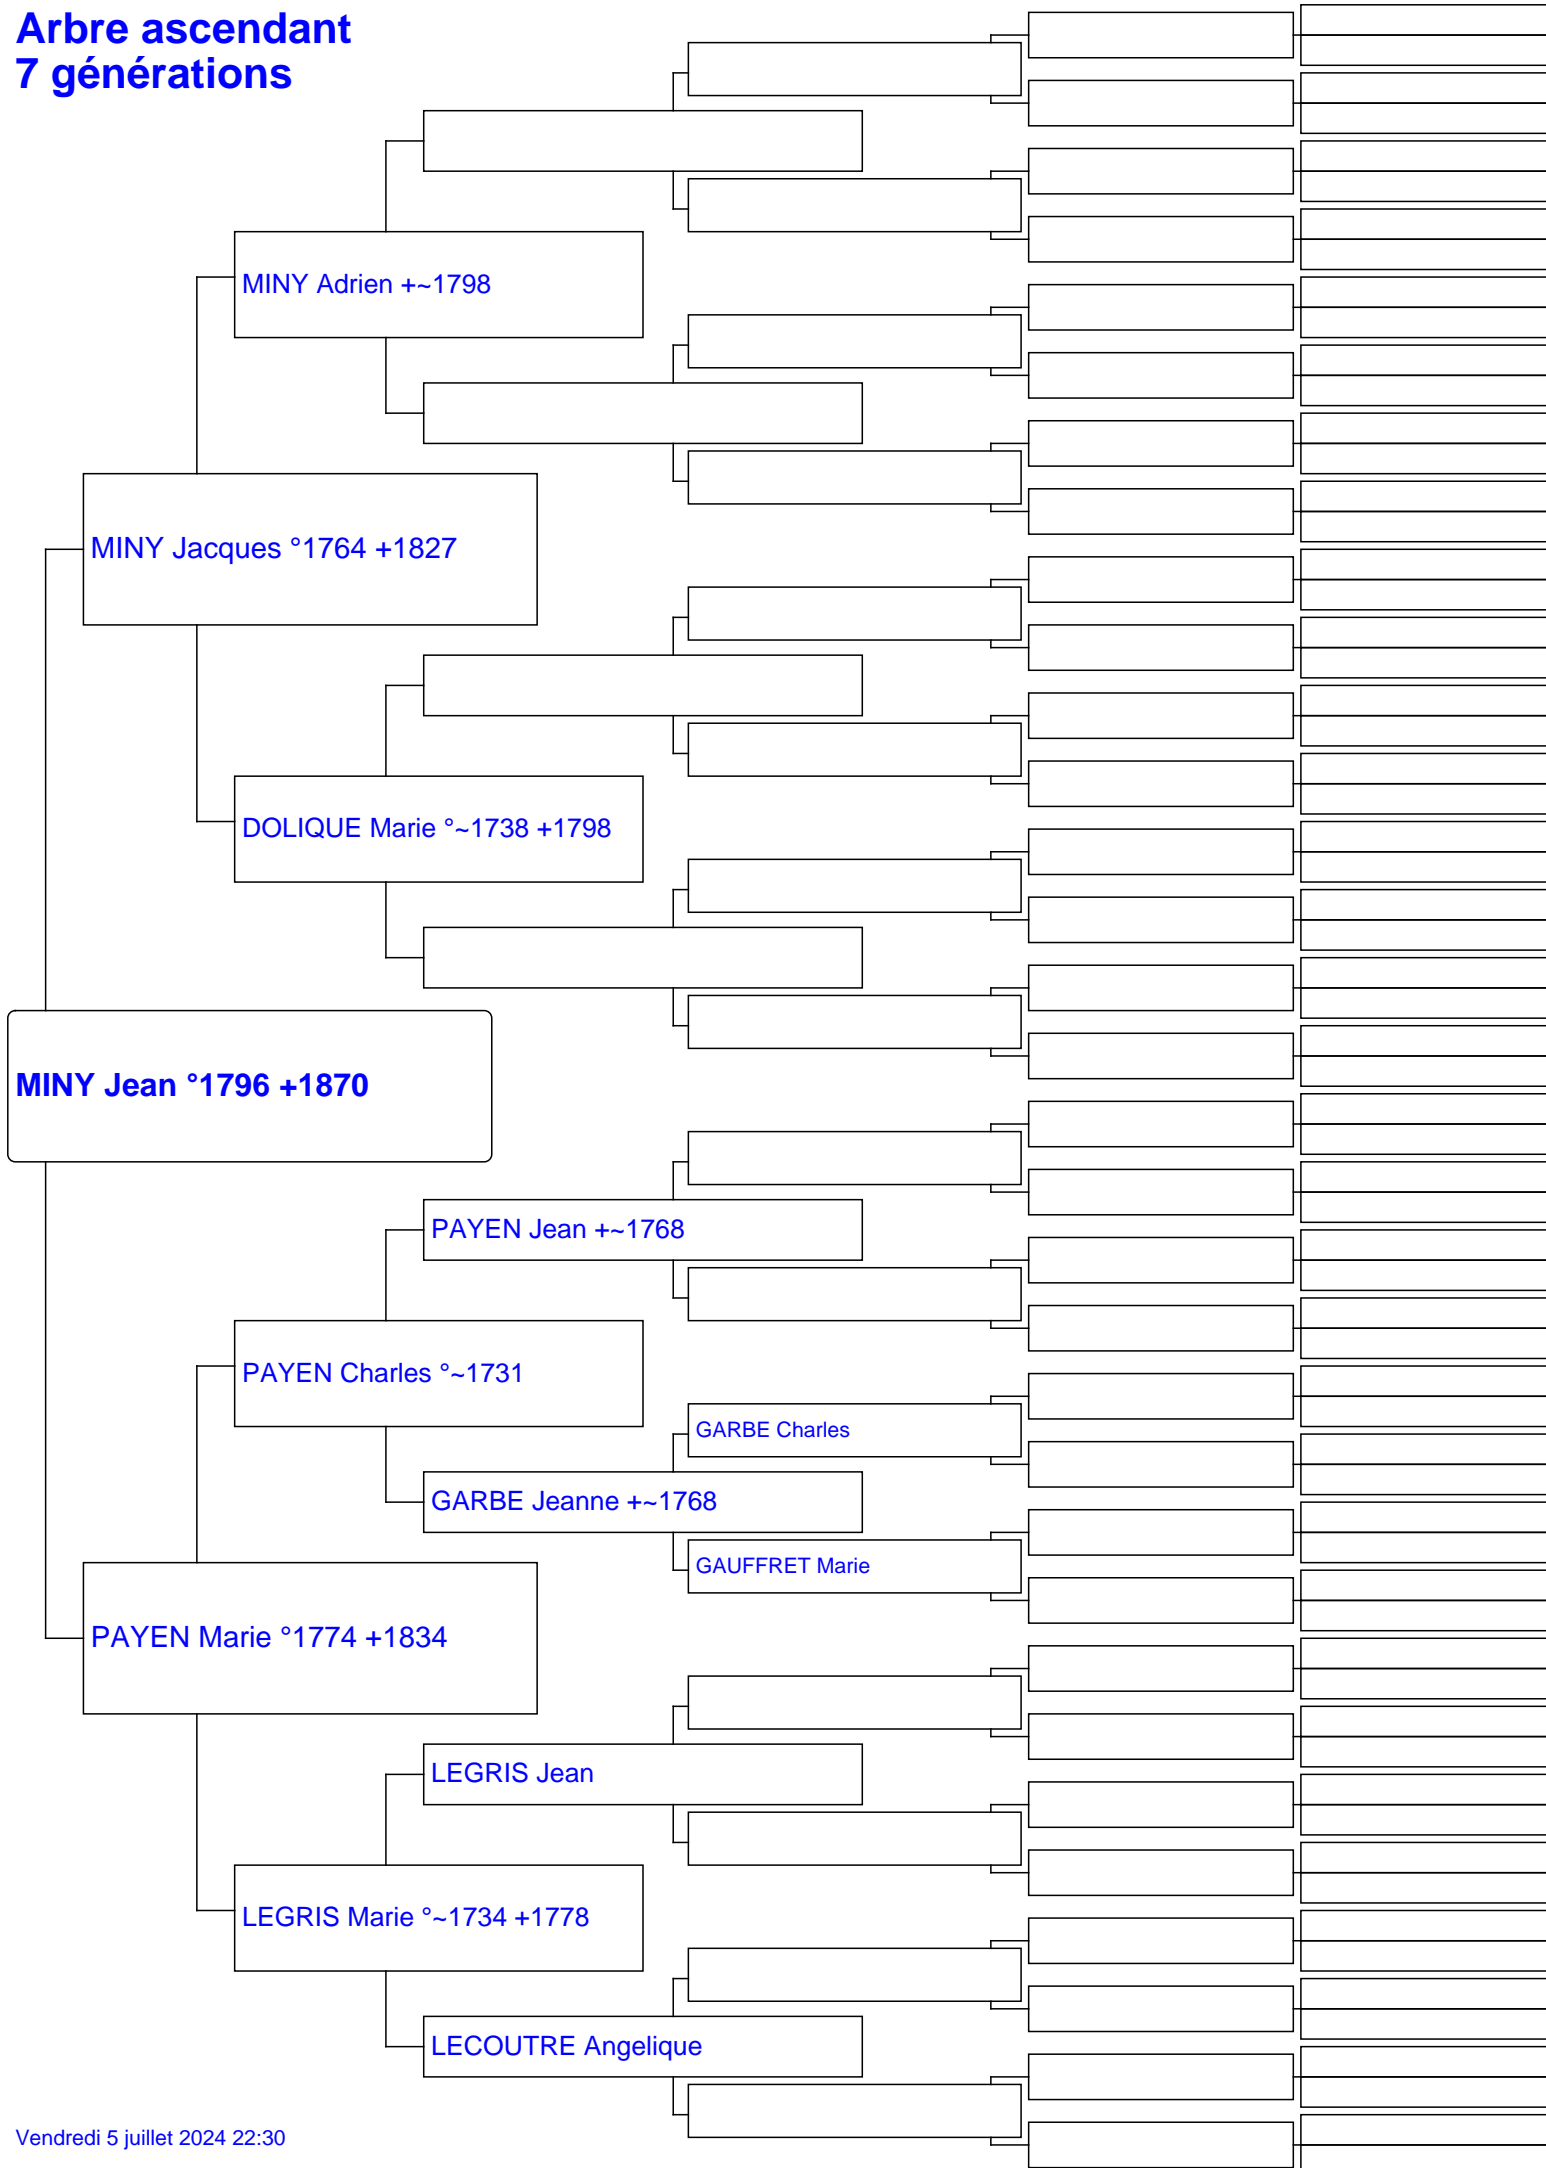 Arbre ascendant
7 générations
MINY Adrien +~1798
MINY Jacques °1764 +1827
DOLIQUE Marie °~1738 +1798
MINY Jean °1796 +1870
PAYEN Jean +~1768
PAYEN Charles °~1731
GARBE Charles
GARBE Jeanne +~1768
GAUFFRET Marie
PAYEN Marie °1774 +1834
LEGRIS Jean
LEGRIS Marie °~1734 +1778
LECOUTRE Angelique
Vendredi 5 juillet 2024 22:30